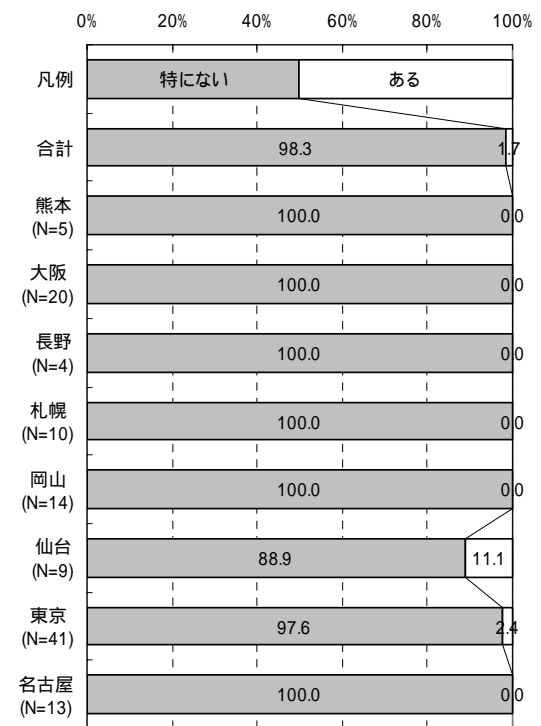 0% 20% 40% 60% 80% 100%
凡例 特にない ある
合計 98.3 1.7
熊本
(N=5) 100.0 0.0
大阪
(N=20) 100.0 0.0
長野
(N=4) 100.0 0.0
札幌
(N=10) 100.0 0.0
岡山
(N=14) 100.0 0.0
仙台
(N=9) 88.9 11.1
東京
(N=41) 97.6 2.4
名古屋
(N=13) 100.0 0.0